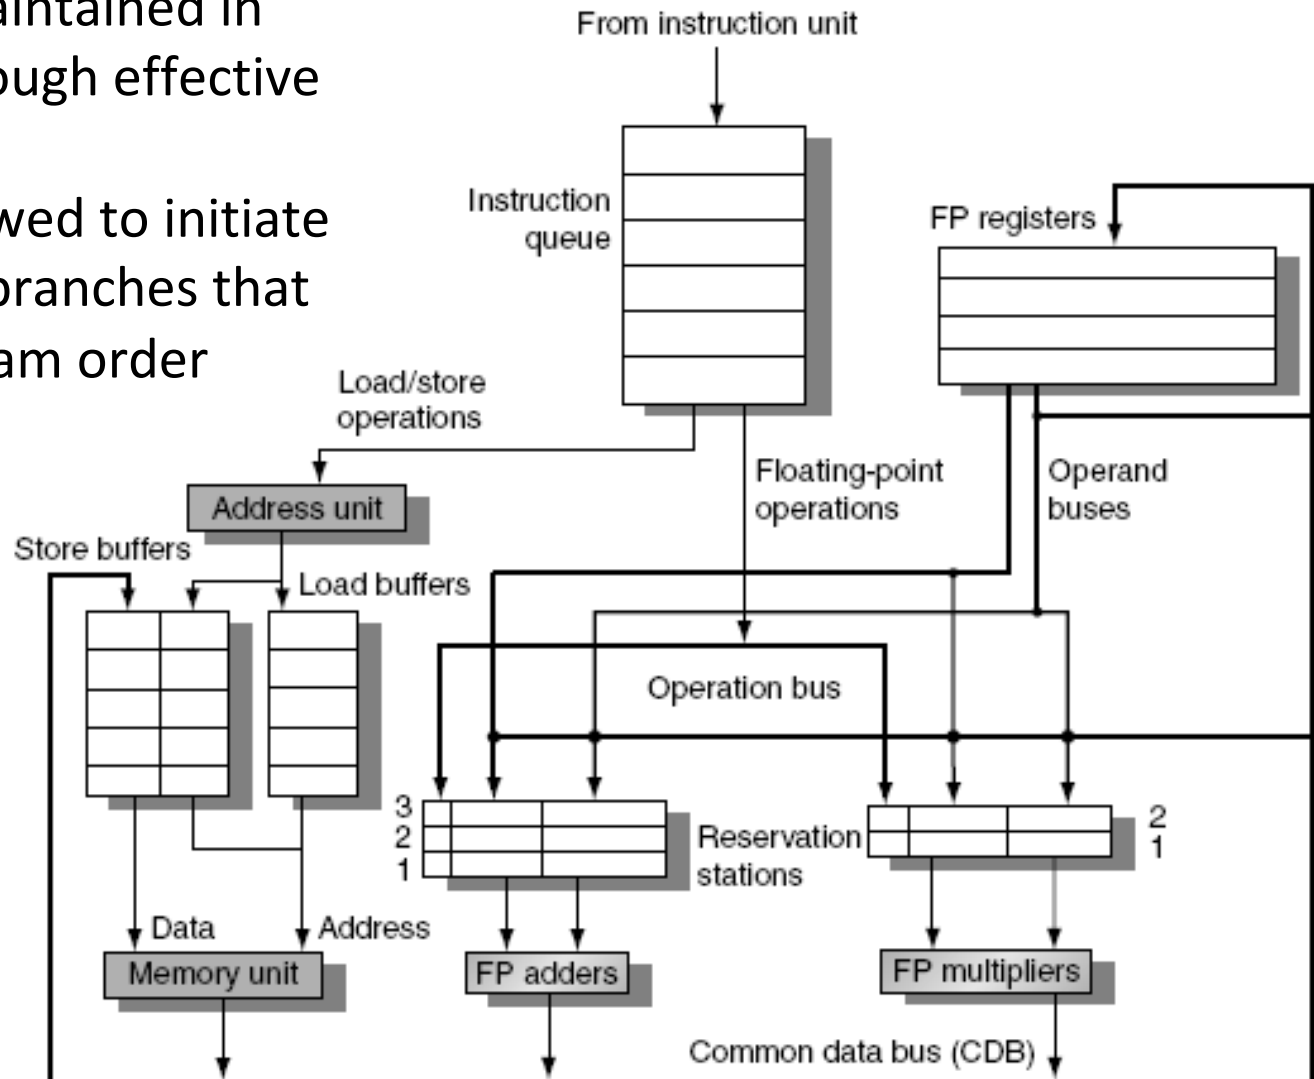 aintained in
ough effective
wed to initiate
branches that
am order
From instruction unit
Instruction
queue
FP registers
Load/store
operations
Floating-point
operations
Operand
buses
Address unit
Store buffers
Load buffers
Operation bus
3
2
1
Reservation
stations
2
1
Data
Address
Memory unit
FP adders
FP multipliers
Common data bus (CDB)